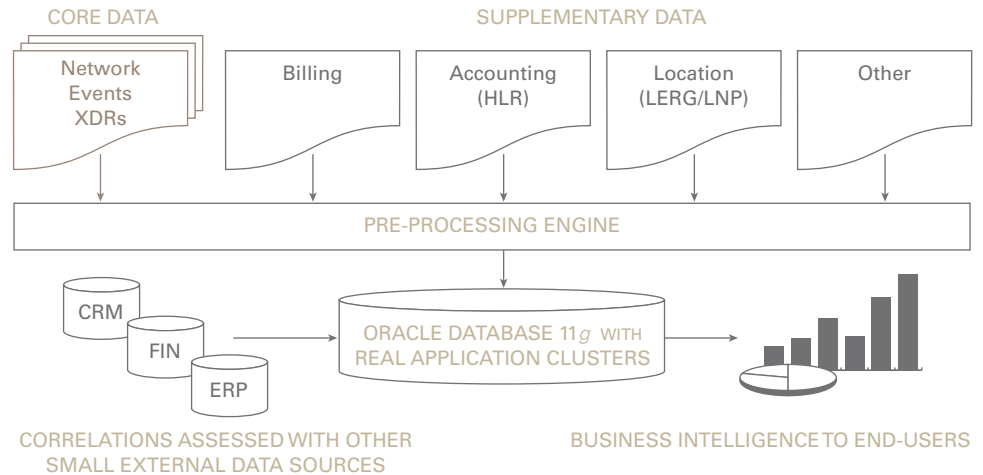 CORE DATA
SUPPLEMENTARY DATA
Network
Events
XDRs
Billing
Accounting
(HLR)
Location
(LERG/LNP)
Other
PRE-PROCESSING ENGINE
CRM
FIN
ERP
ORACLE DATABASE 11g WITH
REAL APPLICATION CLUSTERS
CORRELATIONS ASSESSED WITH OTHER
SMALL EXTERNAL DATA SOURCES
BUSINESS INTELLIGENCE TO END-USERS